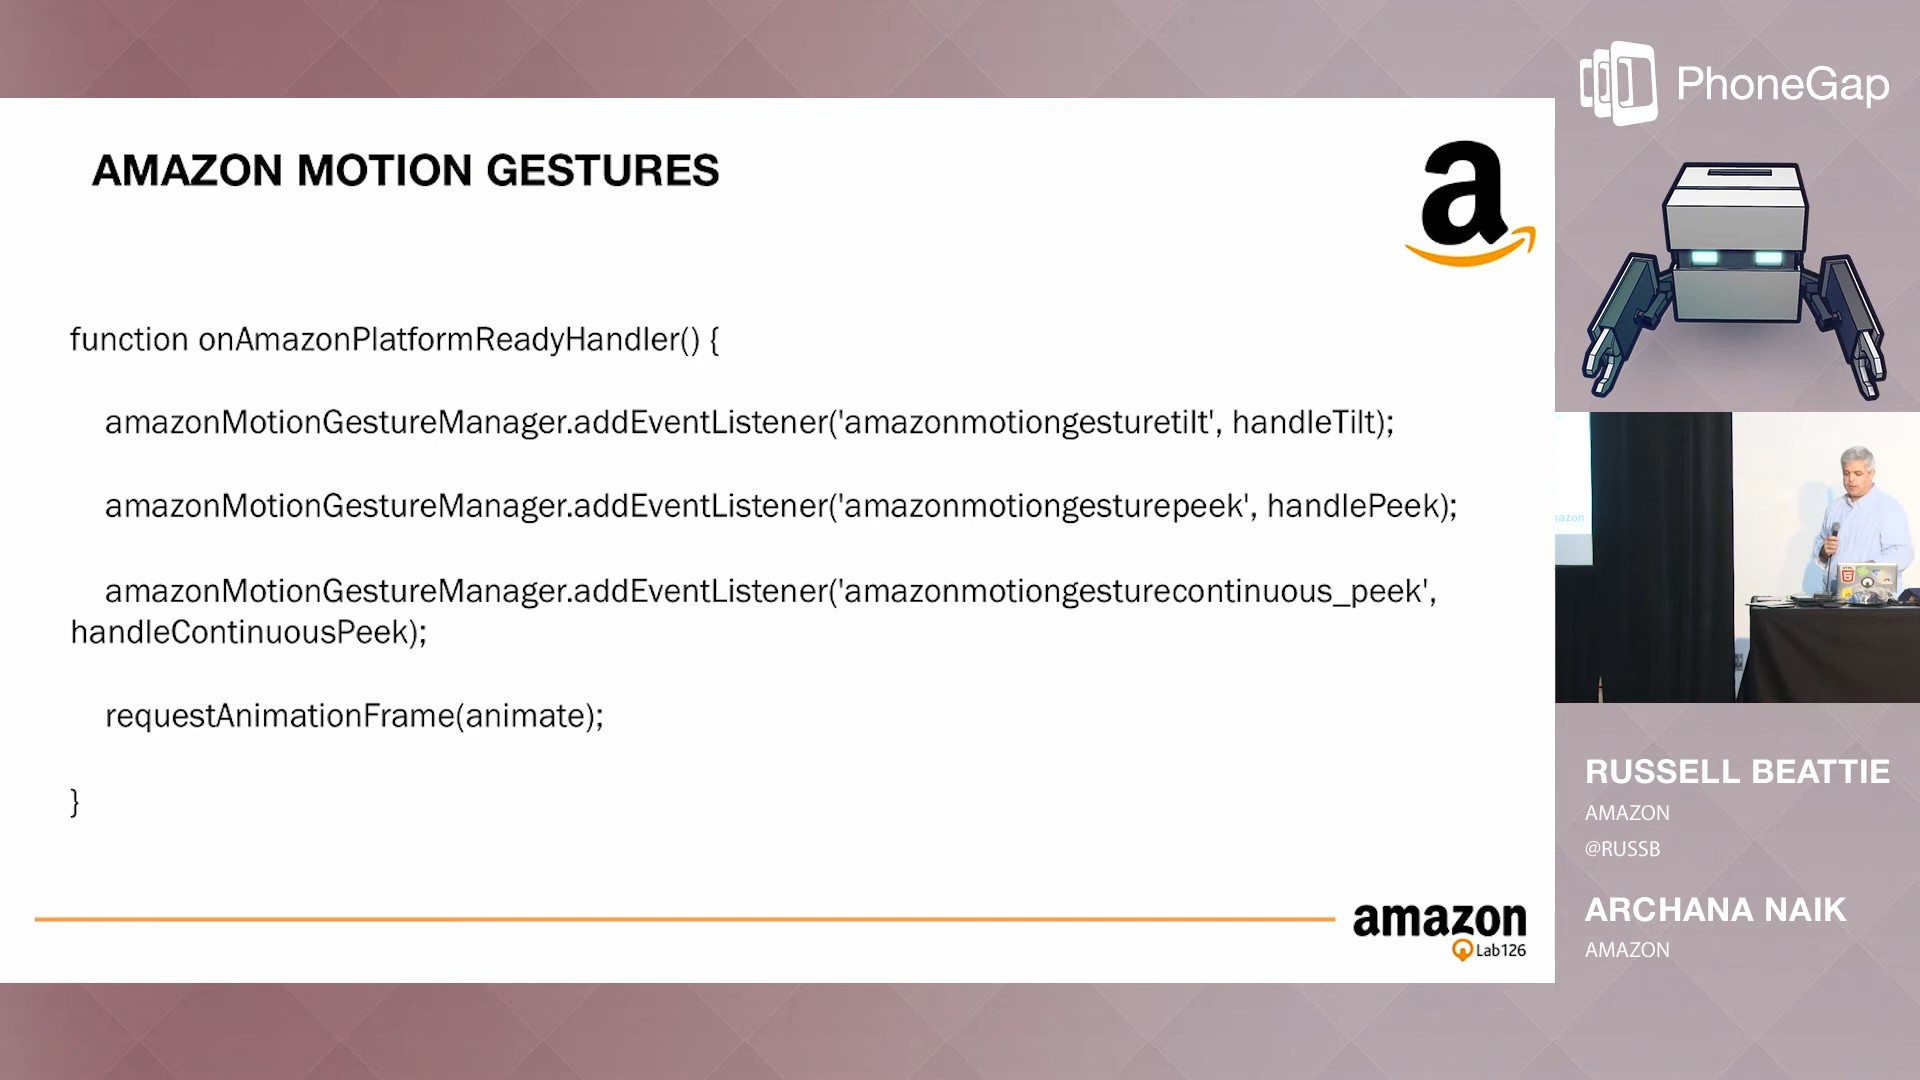 PhoneGap
AMAZON MOTION GESTURES
a
function onAmazonPlatformReadyHandler() {
amazonMotionGestureManager.addEventListener('amazonmotiongesturetilt', handleTilt);
amazonMotionGestureManager.addEventListener('amazonmotiongesturepeek', handlePeek);
amazonMotionGestureManager.addEventListener('amazonmotiongesturecontinuous_peek',
handleContinuousPeek);
requestAnimationFrame(animate);
}
amazon
Lab126
RUSSELL BEATTIE
AMAZON
@RUSSB
ARCHANA NAIK
AMAZON